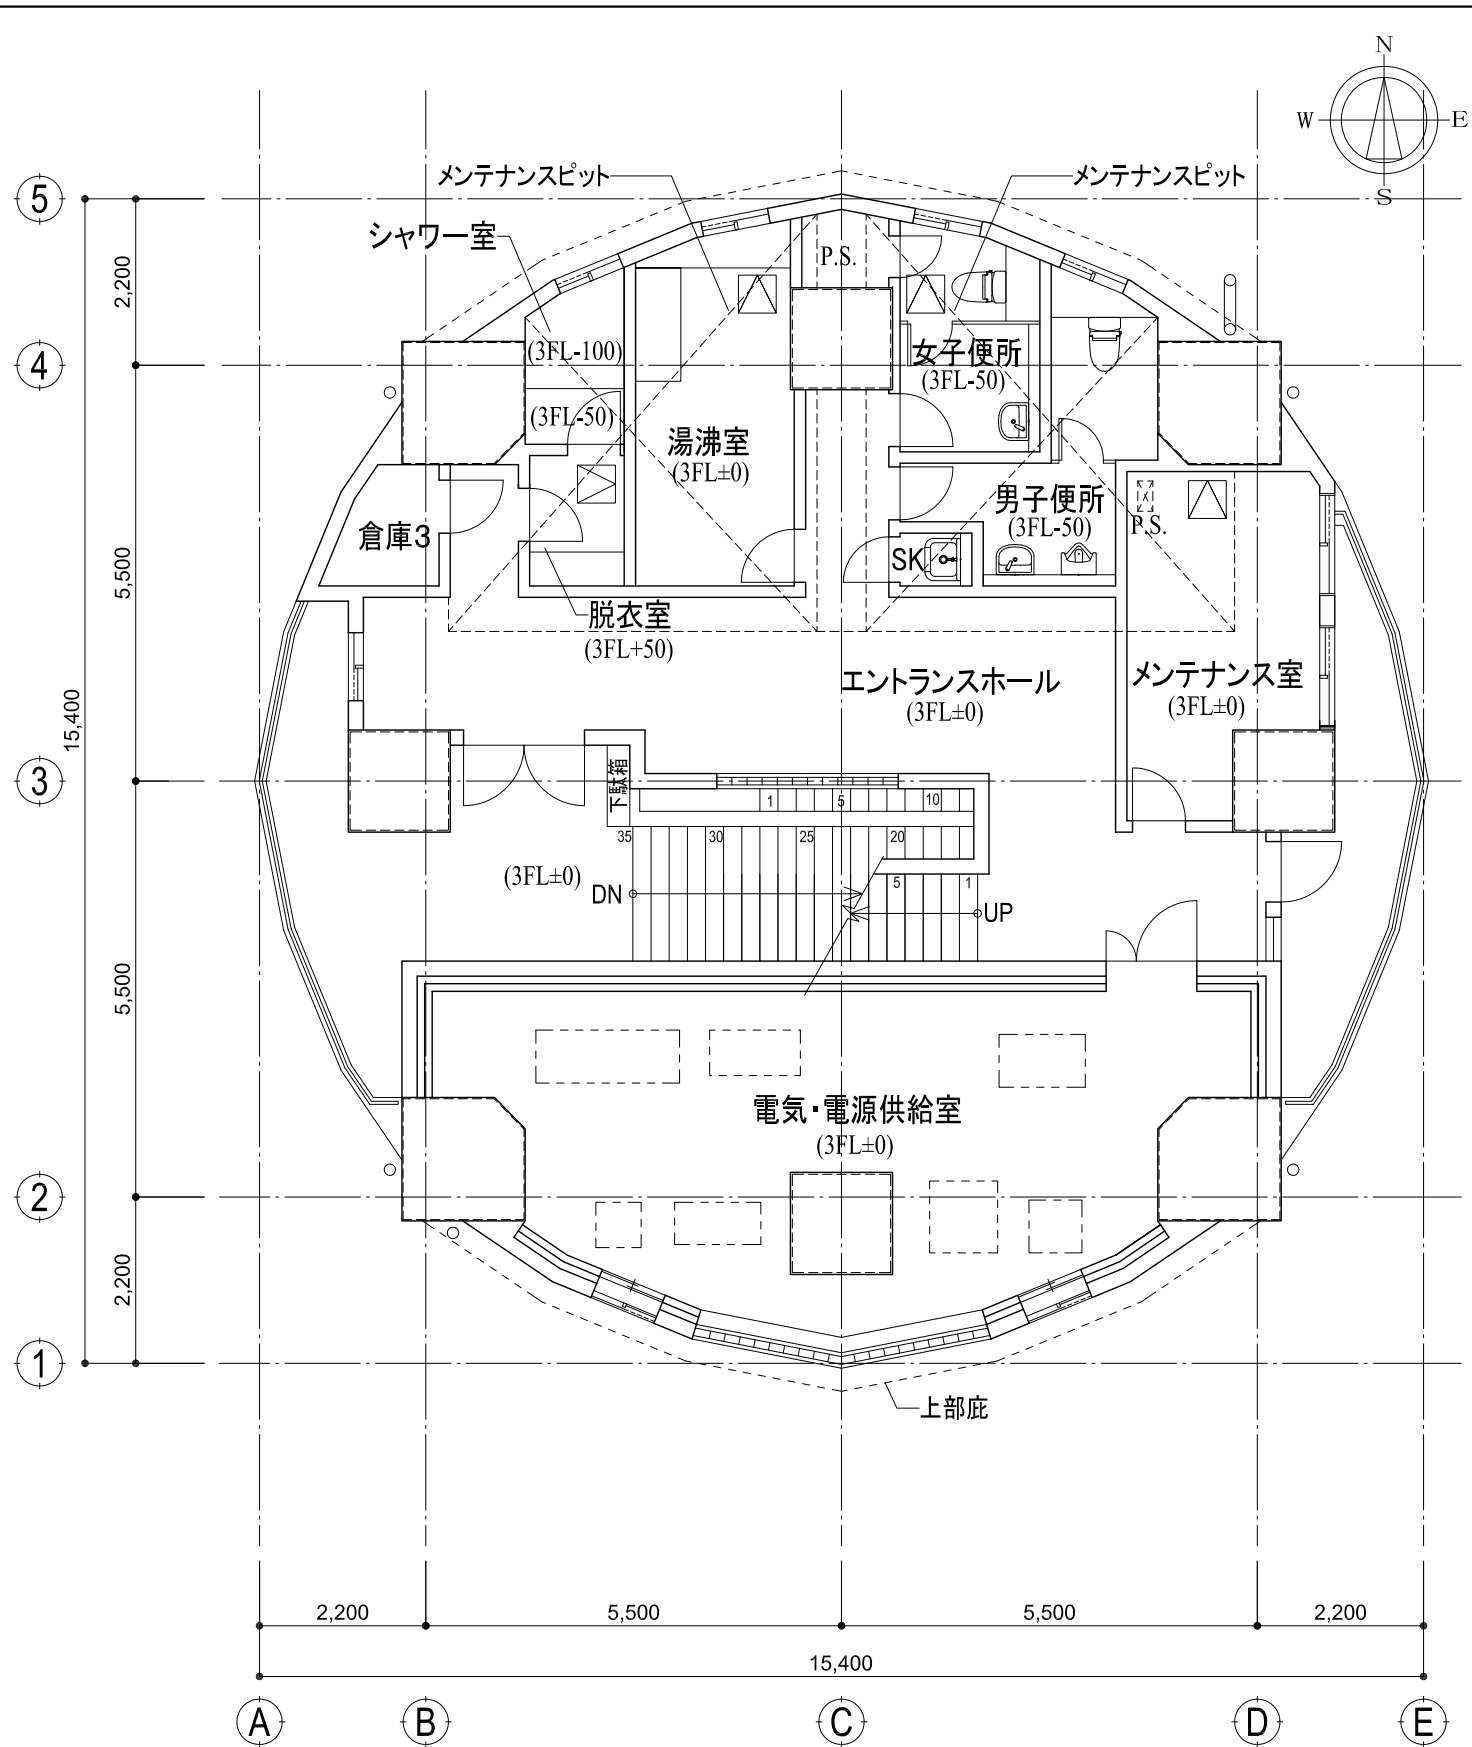 N
W
E
S
メンテナンスピット
メンテナンスピット
5
シャワー室
P.S.
2,200
(3FL-100)
女子便所
(3FL-50)
4
(3FL-50)
湯沸室
(3FL±0)
男子便所
(3FL-50)
P.S.
倉庫3
SK
5,500
脱衣室
(3FL+50)
エントランスホール
(3FL±0)
メンテナンス室
(3FL±0)
15,400
3
下駄箱
1
5
10
35
30
25
20
(3FL±0)
DN
5
1
UP
5,500
電気・電源供給室
(3FL±0)
2
2,200
1
上部庇
2,200
5,500
5,500
2,200
15,400
A
B
C
D
E